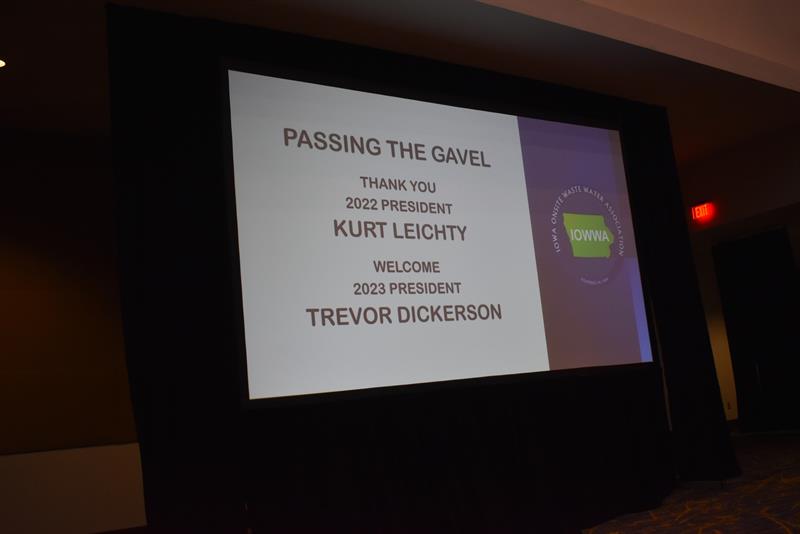 PASSING THE GAVEL
THANK YOU
2022 PRESIDENT
KURT LEICHTY
WELCOME
2023 PRESIDENT
TREVOR DICKERSON
IOWA ONSITE WASTE WATER ASSOCIATION
IOWWA
EXIT